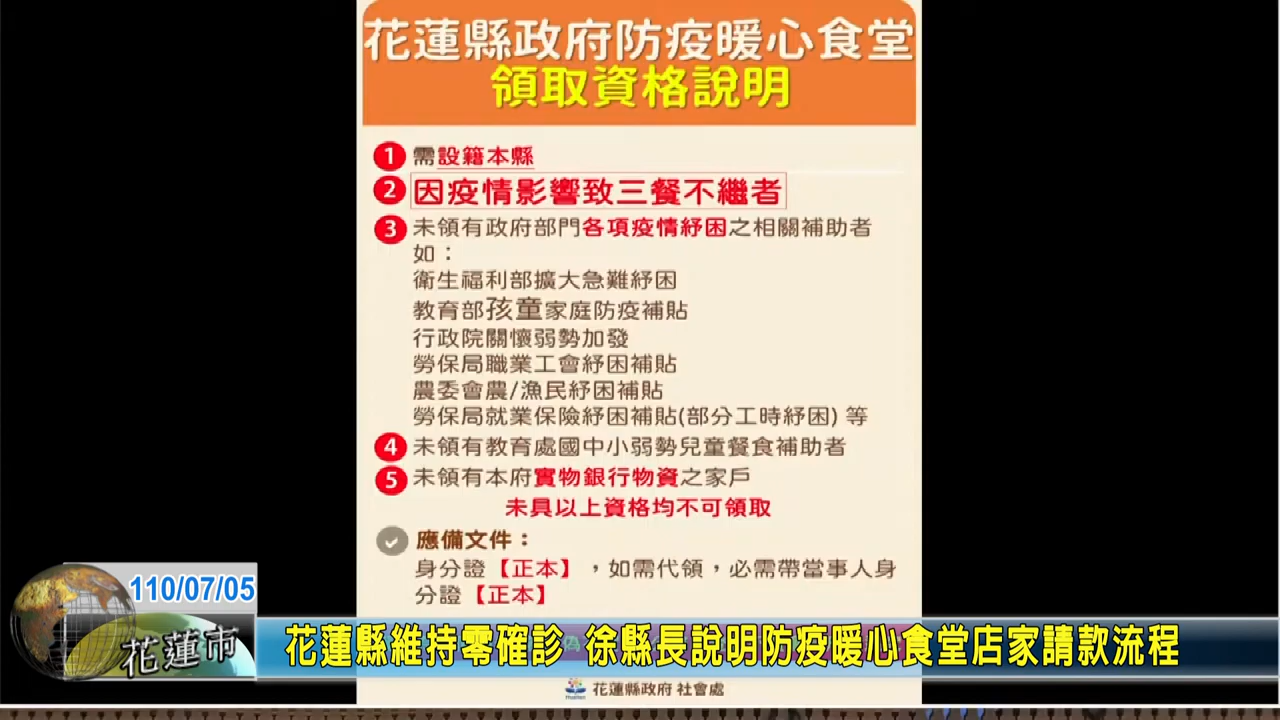 花蓮縣政府防疫暖心食堂
領取資格說明
1 需設籍本縣
2 因疫情影響致三餐不繼者
3 未領有政府部門各項疫情紓困之相關補助者
如：
衛生福利部擴大急難紓困
教育部孩童家庭防疫補貼
行政院關懷弱勢加發
勞保局職業工會紓困補貼
農委會農/漁民紓困補貼
勞保局就業保險紓困補貼(部分工時紓困) 等
4 未領有教育處國中小弱勢兒童餐食補助者
5 未領有本府實物銀行物資之家戶
未具以上資格均不可領取
應備文件：
身分證【正本】，如需代領，必需帶當事人身
分證【正本】
110/07/05
花蓮市
花蓮縣維持零確診 徐縣長說明防疫暖心食堂店家請款流程
花蓮縣政府 社會處